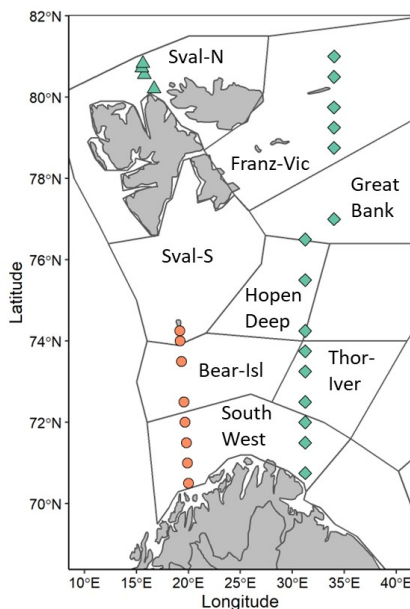 82°N
80°N
78°N
76°N
74°N
72°N
70°N
Latitude
Sval-N
Franz-Vic
Great
Bank
Sval-S
Hopen
Deep
Bear-Isl
Thor-
Iver
South
West
10°E
15°E
20°E
25°E
30°E
35°E
40°E
Longitude